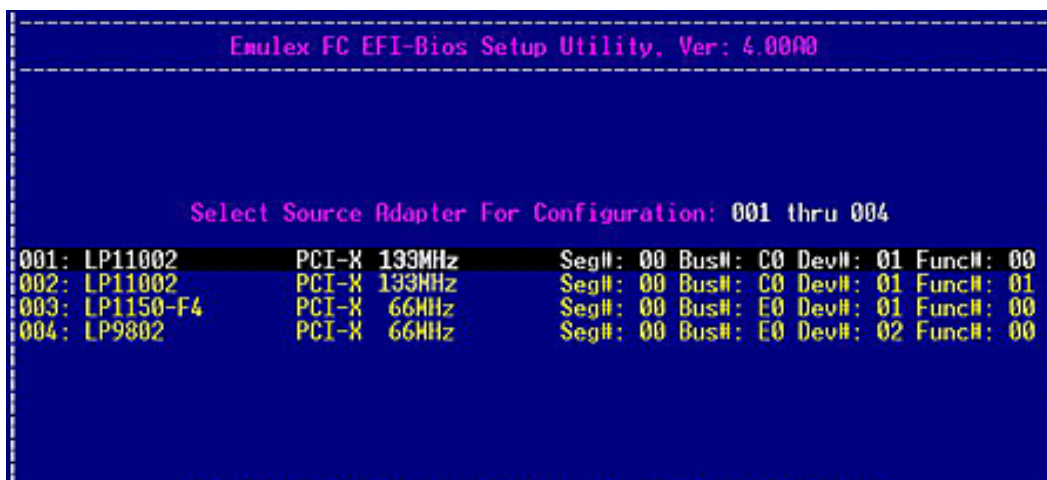 Emulex FC EFI-Bios Setup Utility, Ver: 4.00A0
Select Source Adapter For Configuration: 001 thru 004
001: LP11002 PCI-X 133MHz Seg#: 00 Bus#: C0 Dev#: 01 Func#: 00
002: LP11002 PCI-X 133MHz Seg#: 00 Bus#: C0 Dev#: 01 Func#: 01
003: LP1150-F4 PCI-X 66MHz Seg#: 00 Bus#: E0 Dev#: 01 Func#: 00
004: LP9802 PCI-X 66MHz Seg#: 00 Bus#: E0 Dev#: 02 Func#: 00